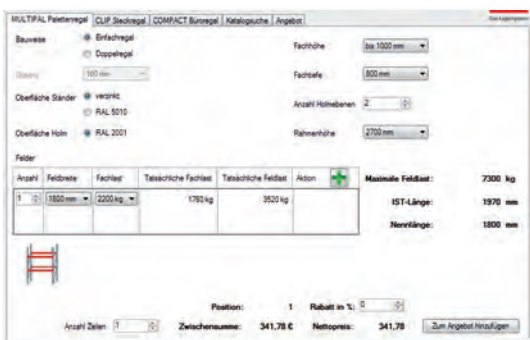 MULTIPAL Palettenregal CLIP Steckregal COMPACT Büroregal Katalogsuche Angebot
Bauweise Einfachregal Fachhöhe bis 1000 mm
Doppelregal
100 mm Fachtiefe 800 mm
Oberfläche Ständer verzinkt Anzahl Holmebenen 2
RAL 5010
Oberfläche Holm RAL 2001 Rahmenhöhe 2700 mm
Felder
Anzahl Feldbreite Fachlast Tatsächliche Fachlast Tatsächliche Feldlast Aktion Maximale Feldlast: 7300 kg
1 1800 mm 2200 kg 1760 kg 3520 kg IST-Länge: 1970 mm
Nennlänge: 1800 mm
Position: 1 Rabatt in %: 0
Anzahl Zeilen 1 Zwischensumme: 341,78 € Nettopreis: 341,78 Zum Angebot hinzufügen